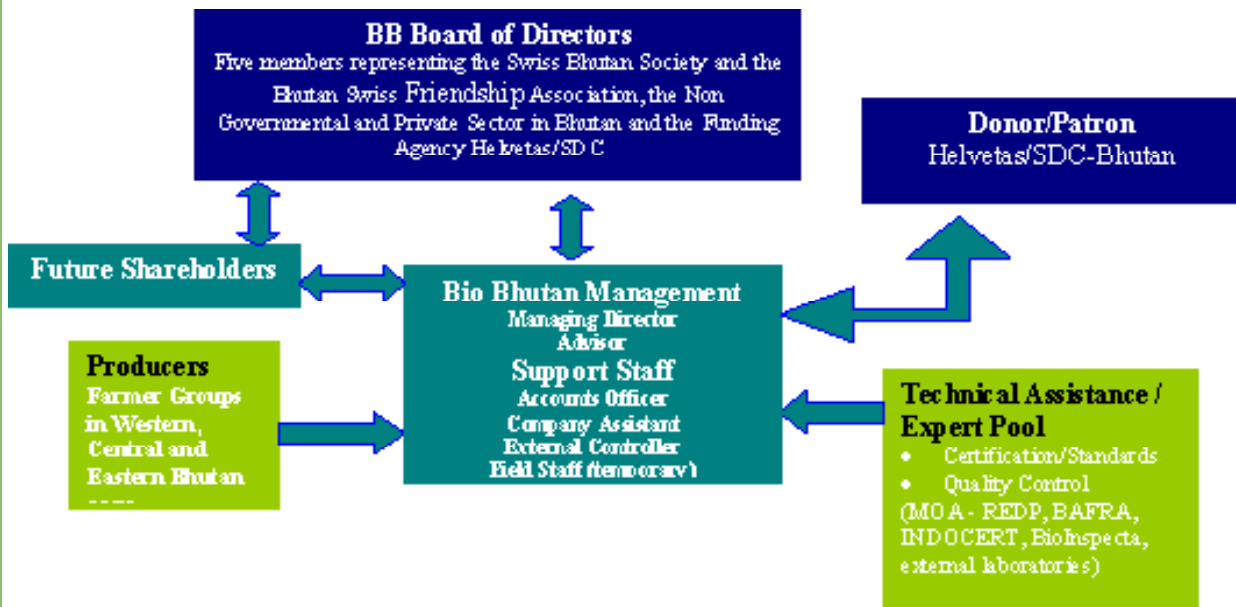 BB Board of Directors
Five members representing the Swiss Bhutan Society and the
Bhutan Swiss Friendship Association, the Non
Governmental and Private Sector in Bhutan and the Funding
Agency Helvetas/SDC
Donor/Patron
Helvetas/SDC-Bhutan
Future Shareholders
Bio Bhutan Management
Managing Director
Advisor
Support Staff
Accounts Officer
Company Assistant
External Controller
Field Staff (temporary)
Producers
Farmer Groups
in Western,
Central and
Eastern Bhutan
Technical Assistance /
Expert Pool
• Certification/Standards
• Quality Control
(MOA - REDP, BAFRA,
INDOCERT, BioInspecta,
external laboratories)